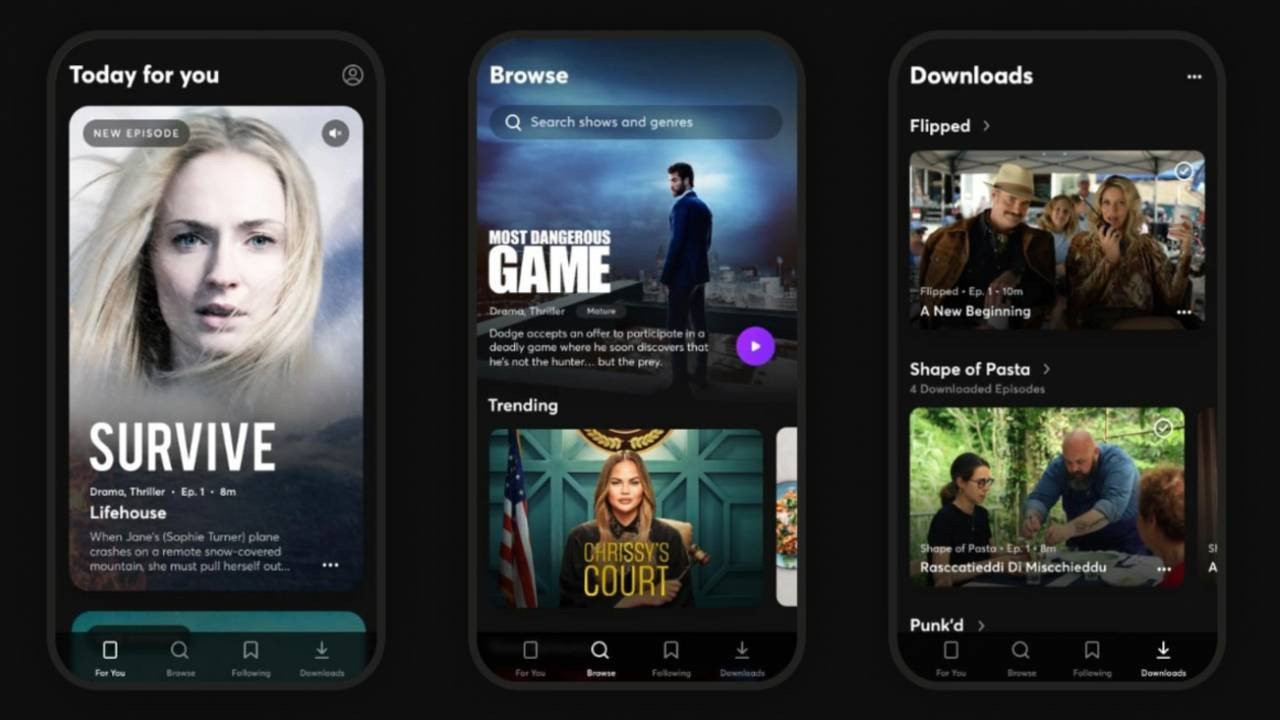 Today for you
NEW EPISODE
SURVIVE
Drama, Thriller • Ep. 1 • 8m
Lifehouse
When Jane's (Sophie Turner) plane
crashes on a remote snow-covered
mountain, she must pull herself out...
For You
Browse
Following
Downloads
Browse
Search shows and genres
MOST DANGEROUS
GAME
Drama, Thriller
Mature
Dodge accepts an offer to participate in a
deadly game where he soon discovers that
he's not the hunter... but the prey.
Trending
CHRISSY'S
COURT
For You
Browse
Following
Downloads
Downloads
Flipped
Flipped • Ep. 1 • 10m
A New Beginning
Shape of Pasta
4 Downloaded Episodes
Shape of Pasta • Ep. 1 • 8m
Rasccatieddi Di Miscchieddu
Sh
A
Punk'd
For You
Browse
Following
Downloads